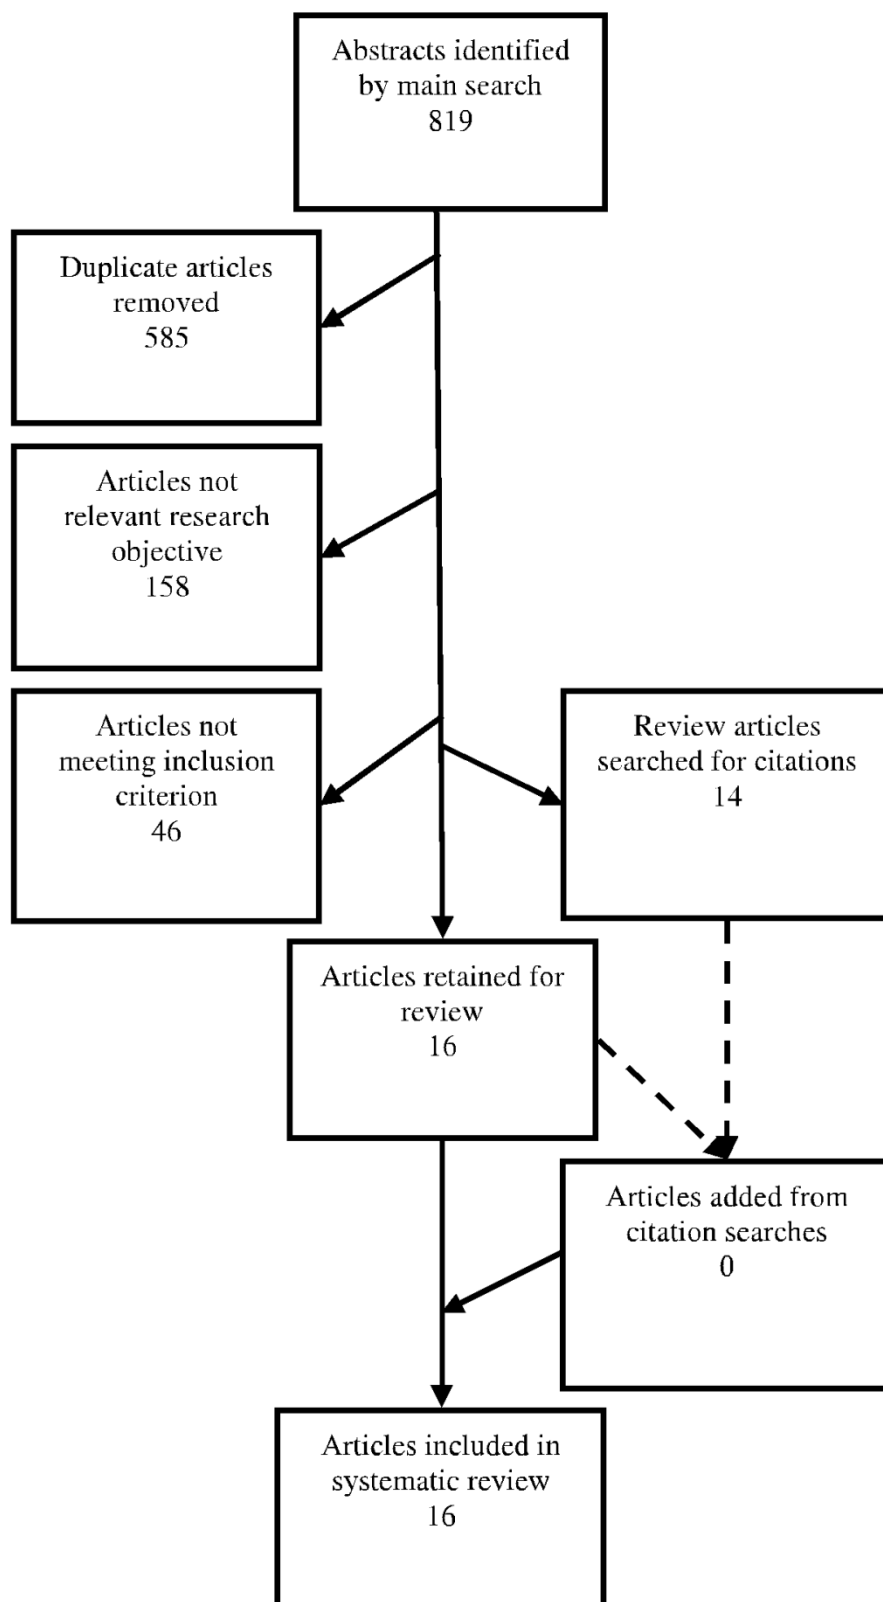 Abstracts identified
by main search
819
Duplicate articles
removed
585
Articles not
relevant research
objective
158
Articles not
meeting inclusion
criterion
46
Review articles
searched for citations
14
Articles retained for
review
16
Articles added from
citation searches
0
Articles included in
systematic review
16